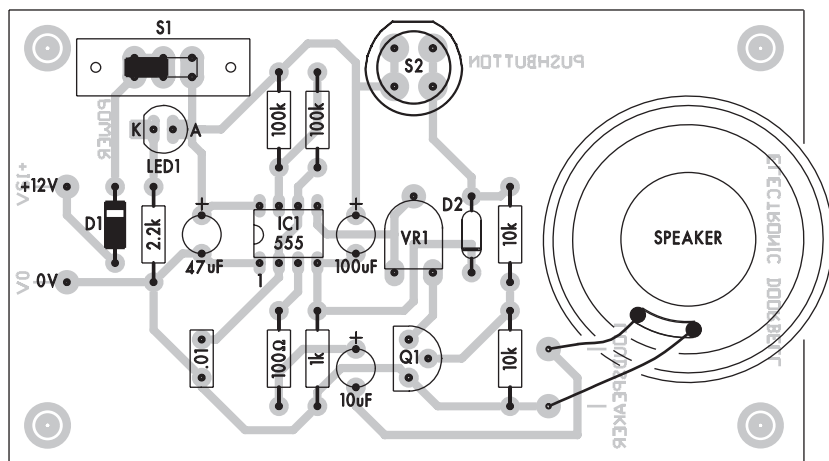 S1
S2
PUSHBUTTON
POWER
K
A
LED1
100k
100k
+12V
+12V
D1
2.2k
+
47uF
IC1
555
1
+
100uF
VR1
D2
10k
SPEAKER
ELECTRONIC DOORBELL
0V
0V
.01
100Ω
1k
+
10uF
Q1
10k
LOUDSPEAKER